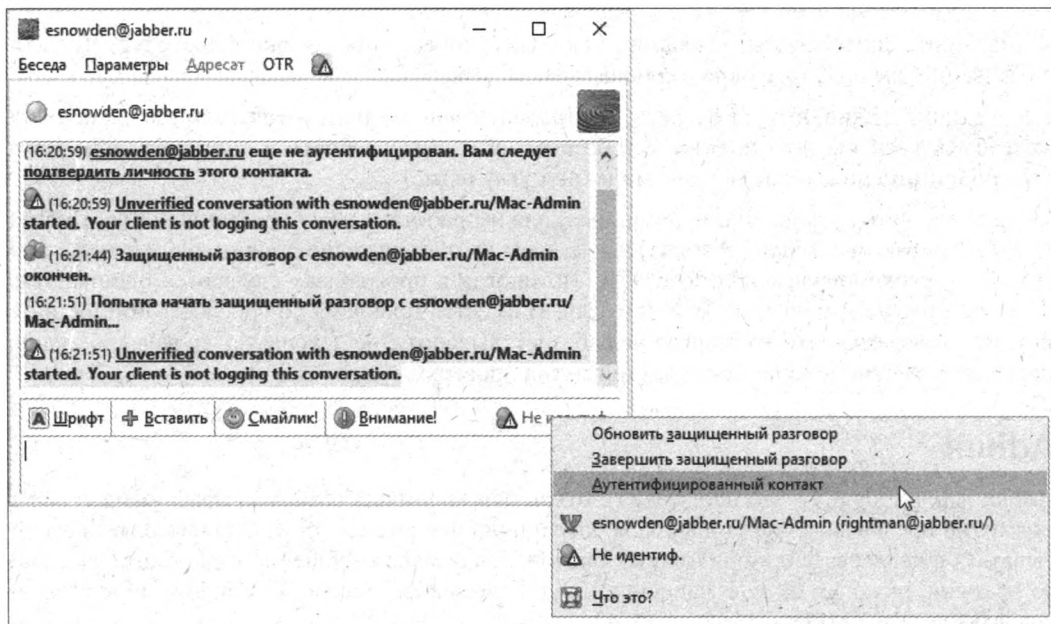 esnowden@jabber.ru
Беседа Параметры Адресат OTR
esnowden@jabber.ru
(16:20:59) esnowden@jabber.ru еще не аутентифицирован. Вам следует
подтвердить личность этого контакта.
(16:20:59) Unverified conversation with esnowden@jabber.ru/Mac-Admin
started. Your client is not logging this conversation.
(16:21:44) Защищенный разговор с esnowden@jabber.ru/Mac-Admin
окончен.
(16:21:51) Попытка начать защищенный разговор с esnowden@jabber.ru/
Mac-Admin...
(16:21:51) Unverified conversation with esnowden@jabber.ru/Mac-Admin
started. Your client is not logging this conversation.
A Шрифт Вставить Смайлик! Внимание! Не
Обновить защищенный разговор
Завершить защищенный разговор
Аутентифицированный контакт
esnowden@jabber.ru/Mac-Admin (rightman@jabber.ru/)
Не идентиф.
Что это?